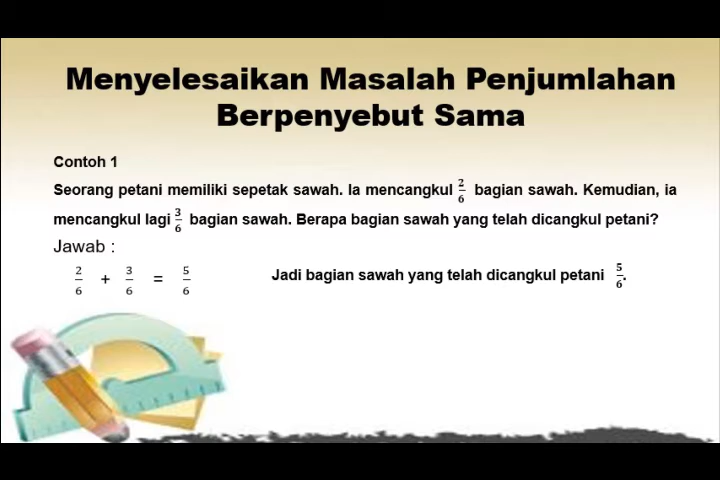 Menyelesaikan Masalah Penjumlahan
Berpenyebut Sama
Contoh 1
Seorang petani memiliki sepetak sawah. Ia mencangkul 2/6 bagian sawah. Kemudian, ia
mencangkul lagi 3/6 bagian sawah. Berapa bagian sawah yang telah dicangkul petani?
Jawab :
2/6 + 3/6 = 5/6 Jadi bagian sawah yang telah dicangkul petani 5/6.